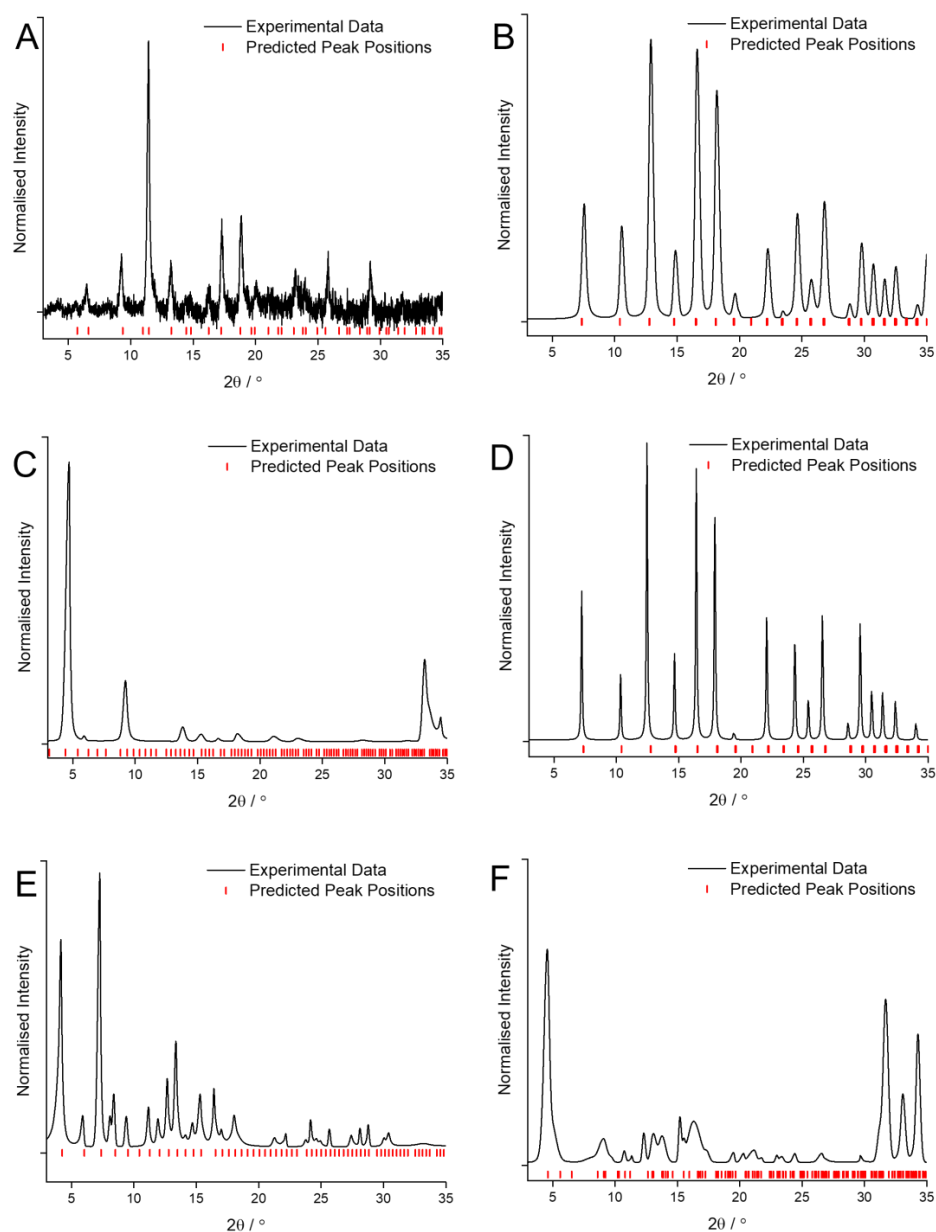 A
Experimental Data
Predicted Peak Positions
Normalised Intensity
5 10 15 20 25 30 35
2θ / °
B
Experimental Data
Predicted Peak Positions
Normalised Intensity
5 10 15 20 25 30 35
2θ / °
C
Experimental Data
Predicted Peak Positions
Normalised Intensity
5 10 15 20 25 30 35
2θ / °
D
Experimental Data
Predicted Peak Positions
Normalised Intensity
5 10 15 20 25 30 35
2θ / °
E
Experimental Data
Predicted Peak Positions
Normalised Intensity
5 10 15 20 25 30 35
2θ / °
F
Experimental Data
Predicted Peak Positions
Normalised Intensity
5 10 15 20 25 30 35
2θ / °